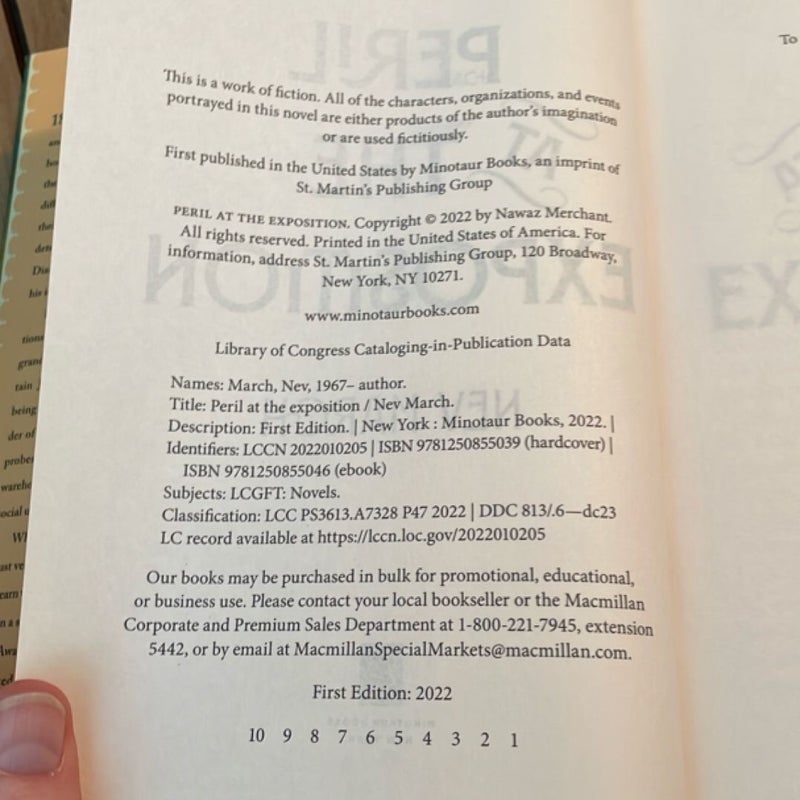 This is a work of fiction. All of the characters, organizations, and events
portrayed in this novel are either products of the author's imagination
or are used fictitiously.
First published in the United States by Minotaur Books, an imprint of
St. Martin's Publishing Group
PERIL AT THE EXPOSITION. Copyright © 2022 by Nawaz Merchant.
All rights reserved. Printed in the United States of America. For
information, address St. Martin's Publishing Group, 120 Broadway,
New York, NY 10271.
www.minotaurbooks.com
Library of Congress Cataloging-in-Publication Data
Names: March, Nev, 1967– author.
Title: Peril at the exposition / Nev March.
Description: First Edition. | New York : Minotaur Books, 2022. |
Identifiers: LCCN 2022010205 | ISBN 9781250855039 (hardcover) |
ISBN 9781250855046 (ebook)
Subjects: LCGFT: Novels.
Classification: LCC PS3613.A7328 P47 2022 | DDC 813/.6—dc23
LC record available at https://lccn.loc.gov/2022010205
Our books may be purchased in bulk for promotional, educational,
or business use. Please contact your local bookseller or the Macmillan
Corporate and Premium Sales Department at 1-800-221-7945, extension
5442, or by email at MacmillanSpecialMarkets@macmillan.com.
First Edition: 2022
10 9 8 7 6 5 4 3 2 1
To